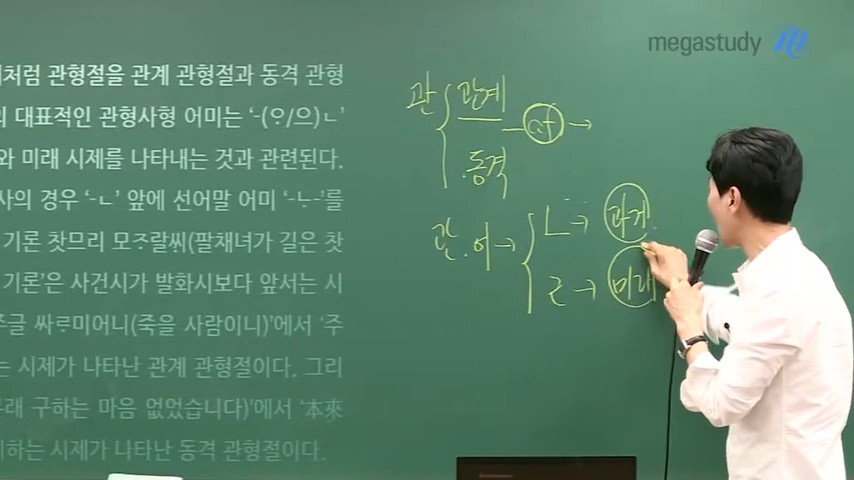 megastudy
처럼 관형절을 관계 관형절과 동격 관형
대표적인 관형사형 어미는 ‘-(ᄋᆞ/으)ㄴ’
와 미래 시제를 나타내는 것과 관련된다.
사의 경우 ‘-ㄴ’ 앞에 선어말 어미 ‘-ᄂᆞ-’를
기론 찻므리 모ᄌᆞ랄ᄊᆡ(팔채녀가 길은 찻
기론’은 사건시가 발화시보다 앞서는 시
주글 싸ᄅᆞ미어니(죽을 사람이니)’에서 ‘주
는 시제가 나타난 관계 관형절이다. 그리
구하는 마음 없었습니다)’에서 ‘本來
하는 시제가 나타난 동격 관형절이다.
관 관계
동격
관.어→ ㄴ→ 과거
ㄹ→ 미래